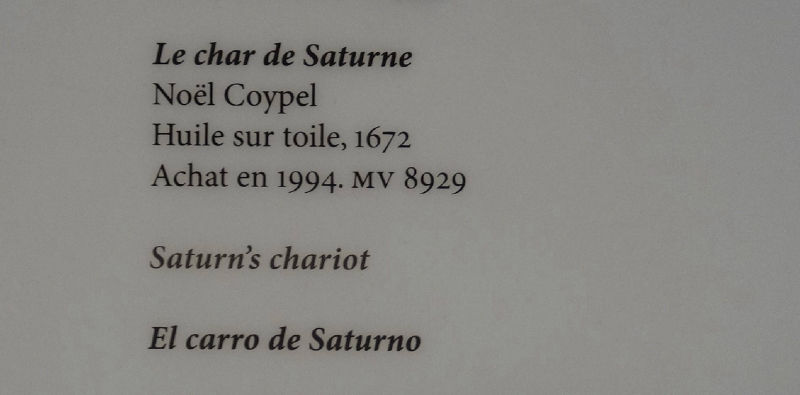 Le char de Saturne
Noël Coypel
Huile sur toile, 1672
Achat en 1994. MV 8929
Saturn's chariot
El carro de Saturno